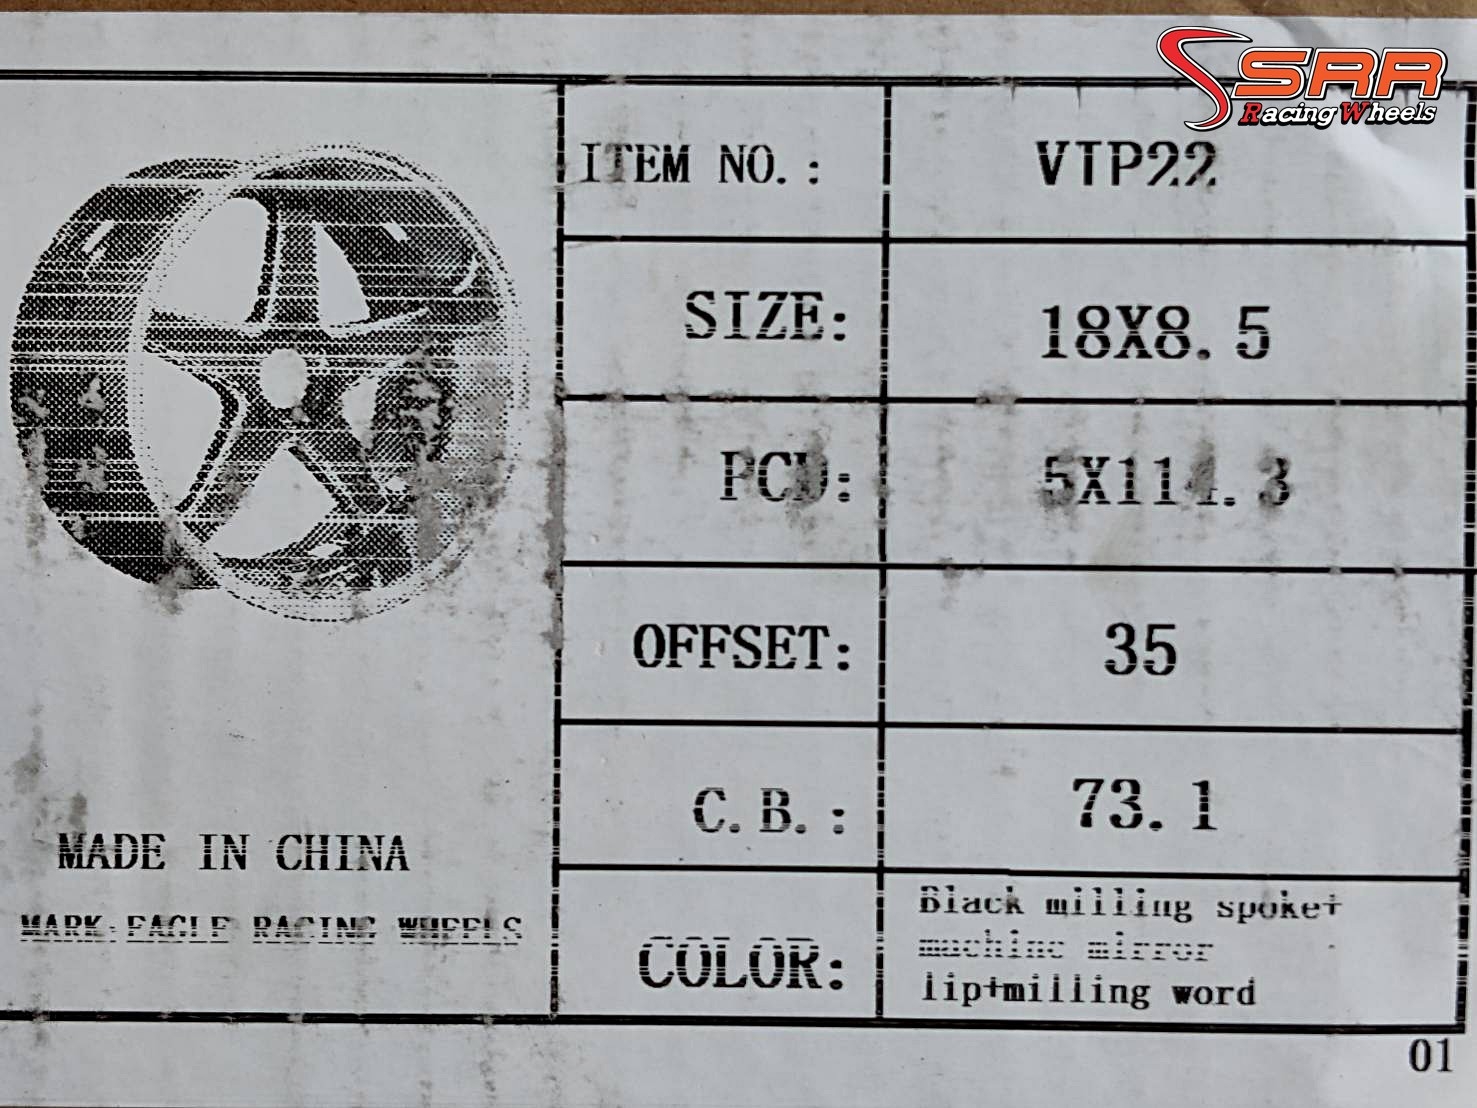 SRR
Racing Wheels
ITEM NO.: VIP22
SIZE: 18X8.5
PCD: 5X114.3
OFFSET: 35
C.B.: 73.1
COLOR: Black milling spoke+
machine mirror
lip+milling word
MADE IN CHINA
MARK:EAGLE RACING WHEELS
01